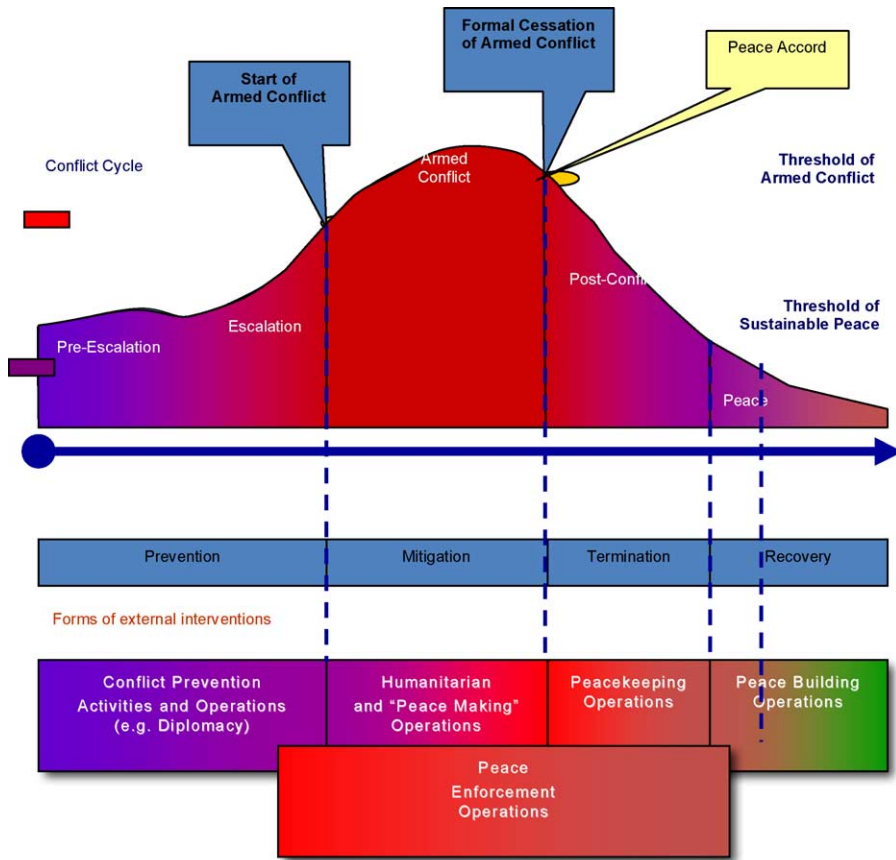 Formal Cessation
of Armed Conflict
Peace Accord
Start of
Armed Conflict
Conflict Cycle
Armed
Conflict
Threshold of
Armed Conflict
Post-Confli
Threshold of
Sustainable Peace
Escalation
Pre-Escalation
Peace
Prevention
Mitigation
Termination
Recovery
Forms of external interventions
Conflict Prevention
Activities and Operations
(e.g. Diplomacy)
Humanitarian
and “Peace Making”
Operations
Peacekeeping
Operations
Peace Building
Operations
Peace
Enforcement
Operations